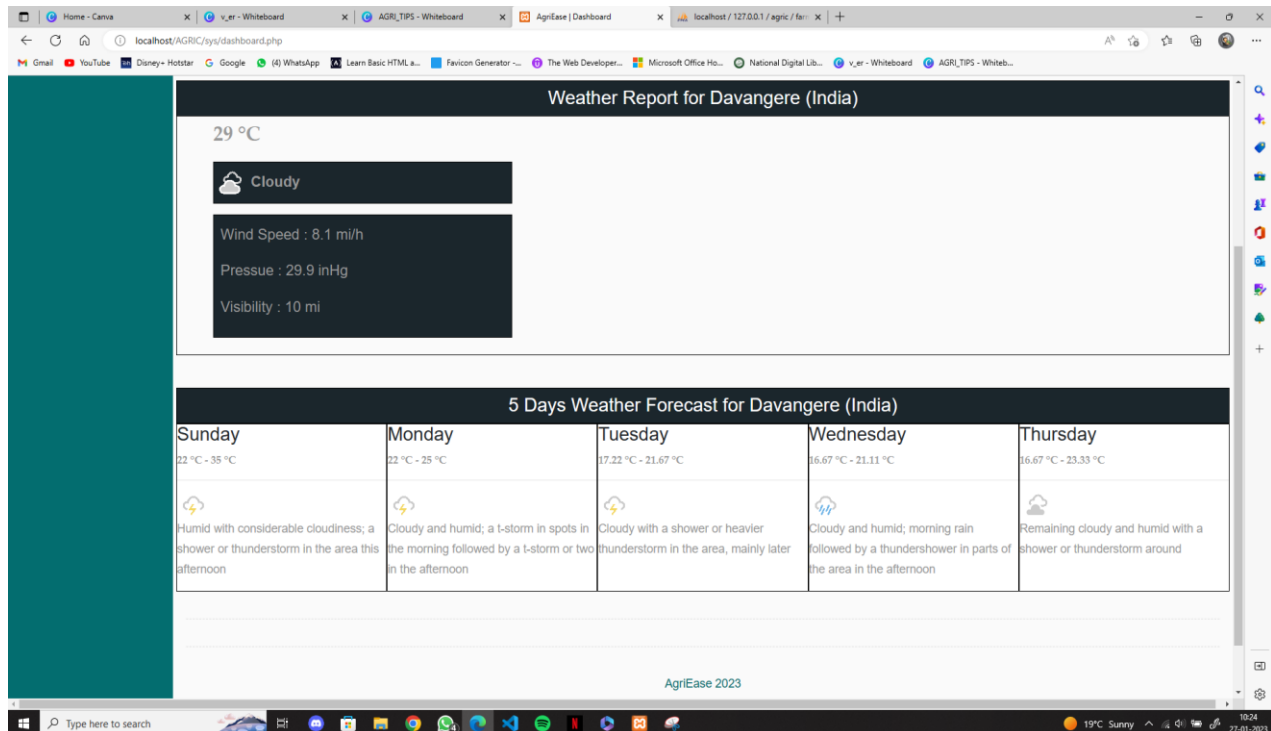 Home - Canva
v_er - Whiteboard
AGRI_TIPS - Whiteboard
AgriEase | Dashboard
localhost / 127.0.0.1 / agric / farm
localhost/AGRIC/sys/dashboard.php
Gmail
YouTube
Disney+ Hotstar
Google
(4) WhatsApp
Learn Basic HTML a...
Favicon Generator -...
The Web Developer...
Microsoft Office Ho...
National Digital Lib...
v_er - Whiteboard
AGRI_TIPS - Whiteb...
Weather Report for Davangere (India)
29 °C
Cloudy
Wind Speed : 8.1 mi/h
Pressue : 29.9 inHg
Visibility : 10 mi
5 Days Weather Forecast for Davangere (India)
Sunday
22 °C - 35 °C
Humid with considerable cloudiness; a
shower or thunderstorm in the area this
afternoon
Monday
22 °C - 25 °C
Cloudy and humid; a t-storm in spots in
the morning followed by a t-storm or two
in the afternoon
Tuesday
17.22 °C - 21.67 °C
Cloudy with a shower or heavier
thunderstorm in the area, mainly later
Wednesday
16.67 °C - 21.11 °C
Cloudy and humid; morning rain
followed by a thundershower in parts of
the area in the afternoon
Thursday
16.67 °C - 23.33 °C
Remaining cloudy and humid with a
shower or thunderstorm around
AgriEase 2023
Type here to search
19°C Sunny
10:24
27-01-2023